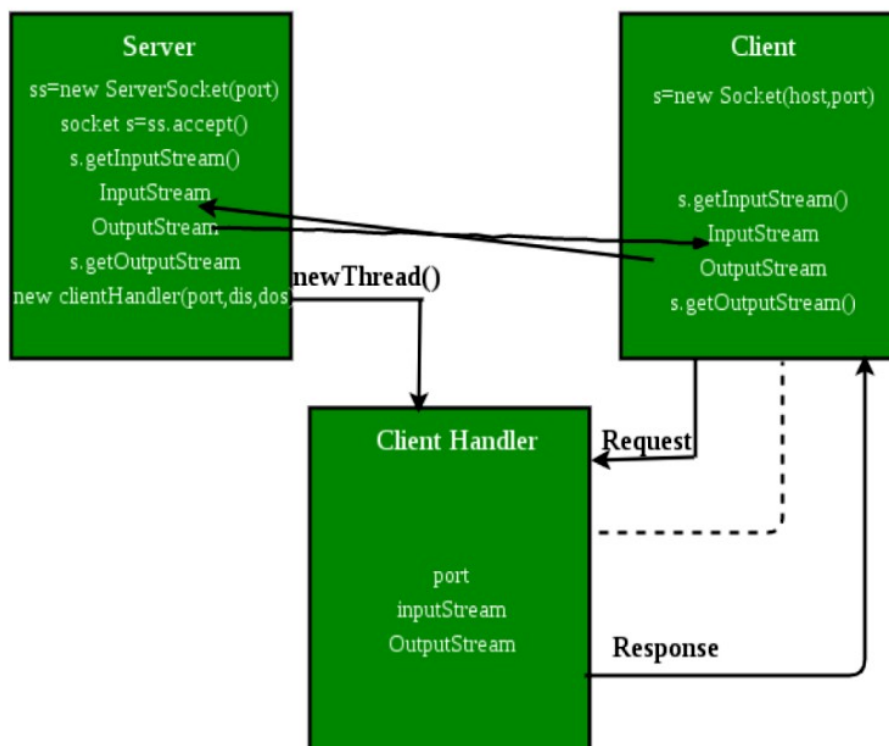 Server
ss=new ServerSocket(port)
socket s=ss.accept()
s.getInputStream()
InputStream
OutputStream
s.getOutputStream
new clientHandler(port,dis,dos)
newThread()
Client
s=new Socket(host,port)
s.getInputStream()
InputStream
OutputStream
s.getOutputStream()
Client Handler
Request
port
inputStream
OutputStream
Response